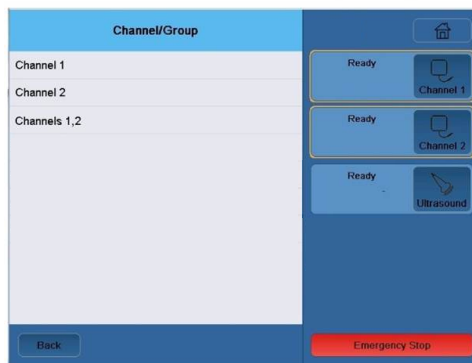 Channel/Group
Channel 1
Channel 2
Channels 1,2
Back
Ready
Channel 1
Ready
Channel 2
Ready
Ultrasound
Emergency Stop